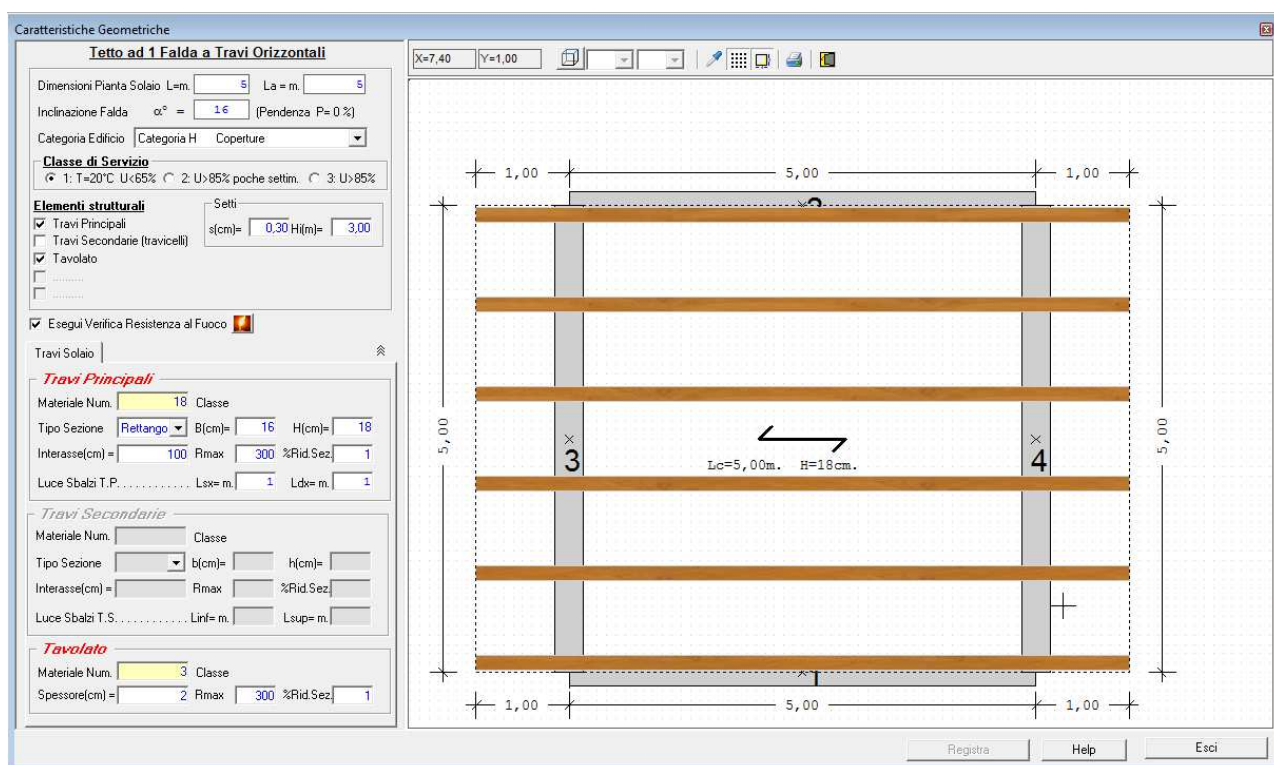 Caratteristiche Geometriche
Tetto ad 1 Falda a Travi Orizzontali
Dimensioni Pianta Solaio L=m. 5 La = m. 5
Inclinazione Falda α° = 16 (Pendenza P= 0 %)
Categoria Edificio Categoria H Coperture
Classe di Servizio
1: T=20°C U<65% 2: U>85% poche settim. 3: U>85%
Elementi strutturali
Setti
Travi Principali
s(cm)= 0,30 Hi(m)= 3,00
Travi Secondarie (travicelli)
Tavolato
..........
..........
Esegui Verifica Resistenza al Fuoco
Travi Solaio
Travi Principali
Materiale Num. 18 Classe
Tipo Sezione Rettango B(cm)= 16 H(cm)= 18
Interasse(cm) = 100 Rmax 300 %Rid.Sez. 1
Luce Sbalzi T.P. . . . . . . . . . . . Lsx= m. 1 Ldx= m. 1
Travi Secondarie
Materiale Num. Classe
Tipo Sezione b(cm)= h(cm)=
Interasse(cm) = Rmax %Rid.Sez.
Luce Sbalzi T.S. . . . . . . . . . . . Linf= m. Lsup= m.
Tavolato
Materiale Num. 3 Classe
Spessore(cm) = 2 Rmax 300 %Rid.Sez. 1
X=7,40 Y=1,00
1,00 5,00 1,00
2
5,00 5,00
3 4
Lc=5,00m. H=18cm.
1
1,00 5,00 1,00
Registra Help Esci